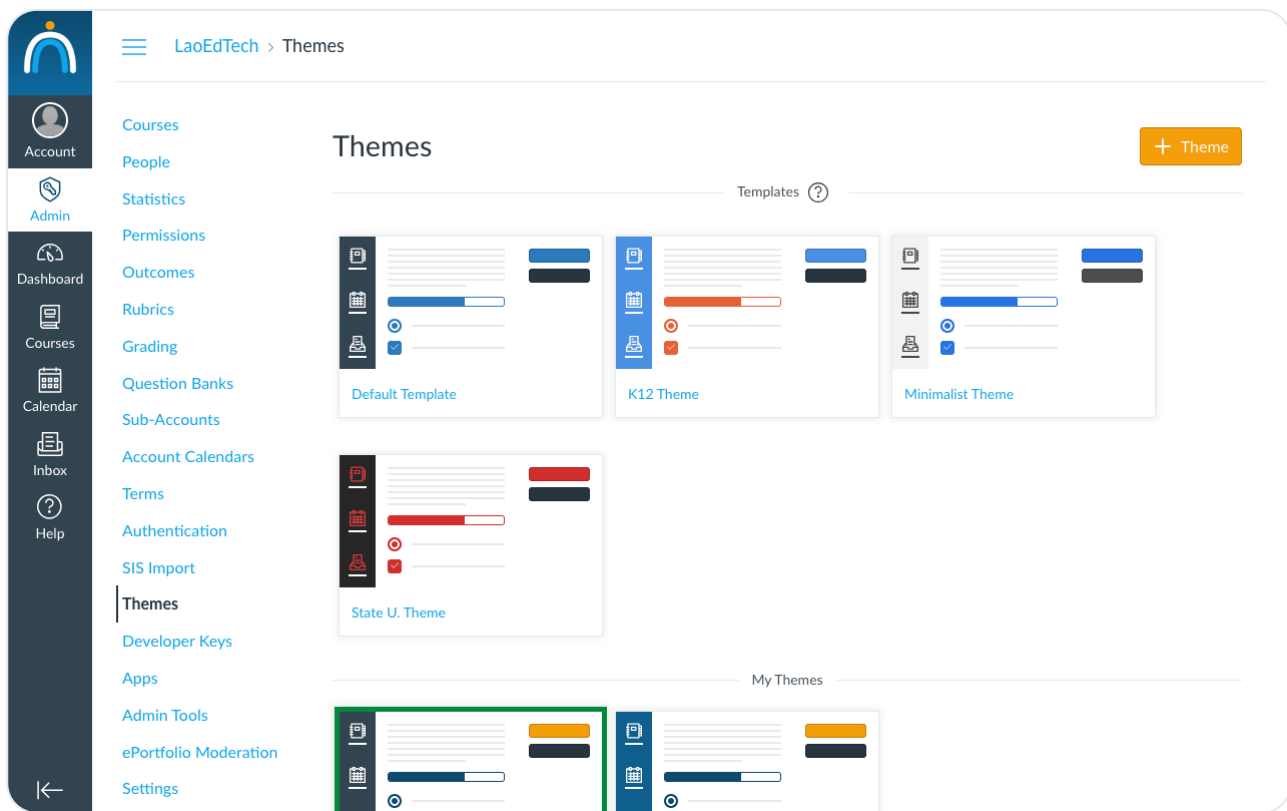 LaoEdTech > Themes
Account
Admin
Dashboard
Courses
Calendar
Inbox
Help
Courses
People
Statistics
Permissions
Outcomes
Rubrics
Grading
Question Banks
Sub-Accounts
Account Calendars
Terms
Authentication
SIS Import
Themes
Developer Keys
Apps
Admin Tools
ePortfolio Moderation
Settings
Themes
+ Theme
Templates ?
Default Template
K12 Theme
Minimalist Theme
State U. Theme
My Themes